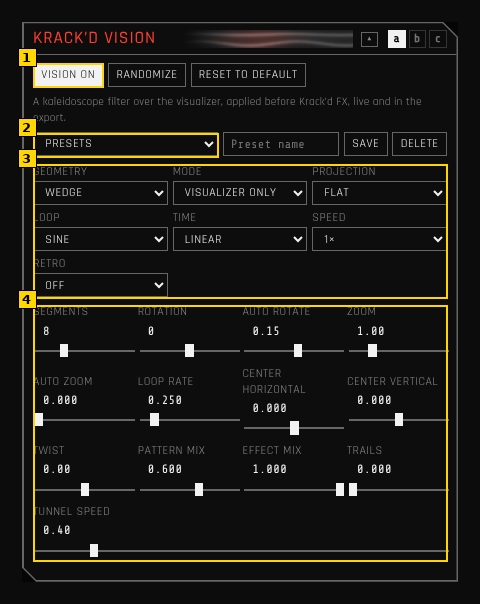 KRACK'D VISION
a b c
1
VISION ON RANDOMIZE RESET TO DEFAULT
A kaleidoscope filter over the visualizer, applied before Krack'd FX, live and in the
export.
2
PRESETS Preset name SAVE DELETE
3
GEOMETRY MODE PROJECTION
WEDGE VISUALIZER ONLY FLAT
LOOP TIME SPEED
SINE LINEAR 1×
RETRO
OFF
4
SEGMENTS ROTATION AUTO ROTATE ZOOM
8 0 0.15 1.00
AUTO ZOOM LOOP RATE CENTER HORIZONTAL CENTER VERTICAL
0.000 0.250 0.000 0.000
TWIST PATTERN MIX EFFECT MIX TRAILS
0.00 0.600 1.000 0.000
TUNNEL SPEED
0.40